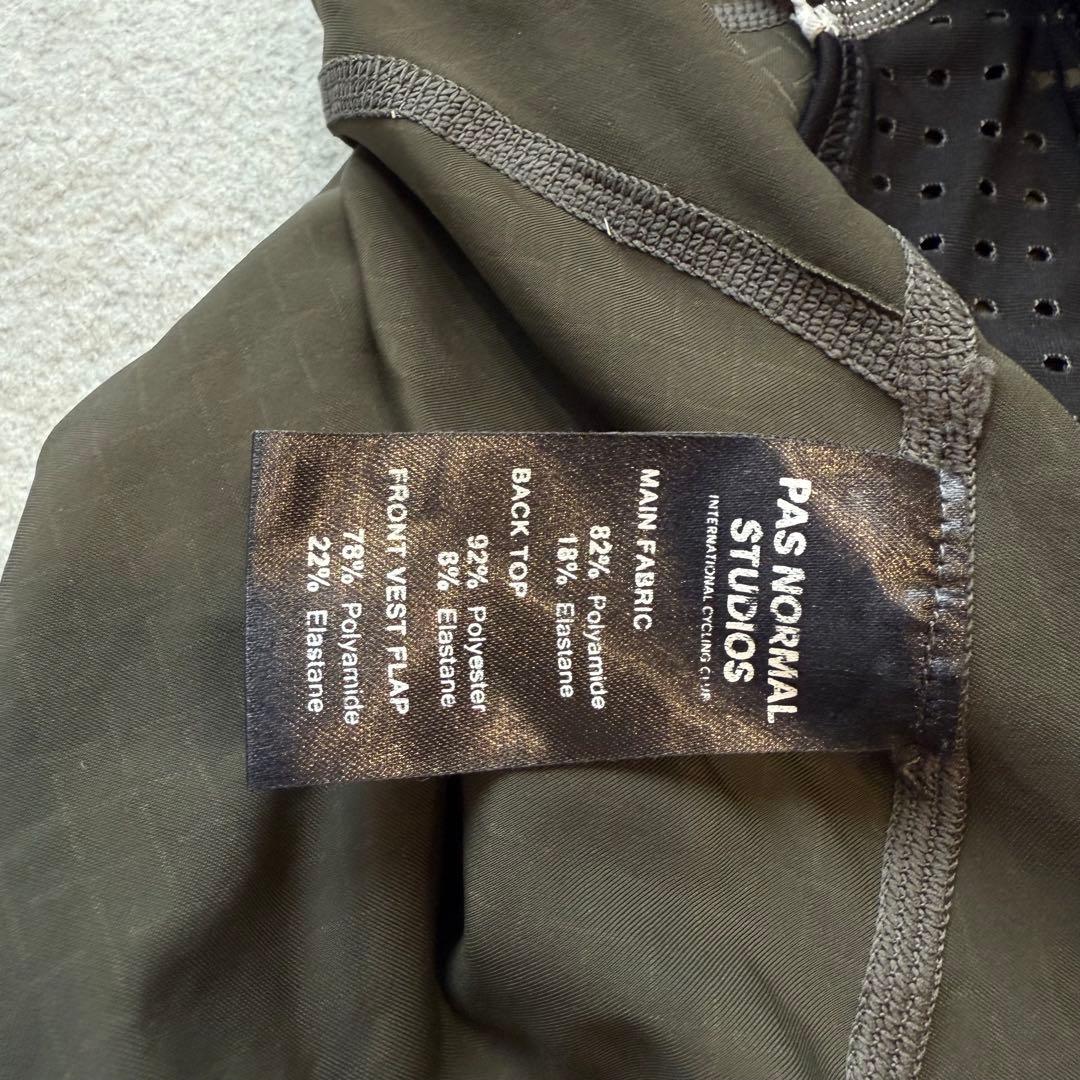 PAS NORMAL
STUDIOS
INTERNATIONAL CYCLING CLUB
MAIN FABRIC
82% Polyamide
18% Elastane
BACK TOP
92% Polyester
8% Elastane
FRONT VEST FLAP
78% Polyamide
22% Elastane